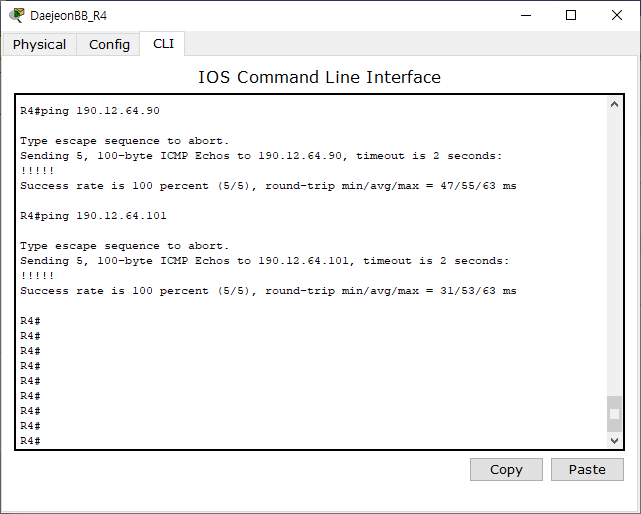 DaejeonBB_R4
Physical Config CLI
IOS Command Line Interface
R4#ping 190.12.64.90
Type escape sequence to abort.
Sending 5, 100-byte ICMP Echos to 190.12.64.90, timeout is 2 seconds:
!!!!!
Success rate is 100 percent (5/5), round-trip min/avg/max = 47/55/63 ms
R4#ping 190.12.64.101
Type escape sequence to abort.
Sending 5, 100-byte ICMP Echos to 190.12.64.101, timeout is 2 seconds:
!!!!!
Success rate is 100 percent (5/5), round-trip min/avg/max = 31/53/63 ms
R4#
R4#
R4#
R4#
R4#
R4#
R4#
R4#
R4#
Copy Paste